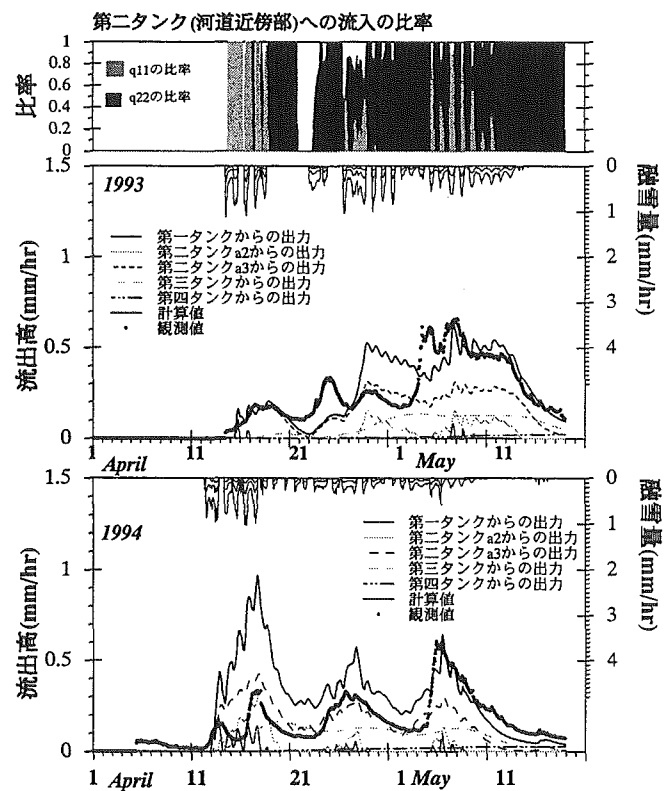 第二タンク(河道近傍部)への流入の比率
比率
1
0.8
0.6
0.4
0.2
0
q11の比率
q22の比率
1.5
1
0.5
0
流出高(mm/hr)
1993
第一タンクからの出力
第二タンクa2からの出力
第二タンクa3からの出力
第三タンクからの出力
第四タンクからの出力
計算値
観測値
0
1
2
3
4
融雪量(mm/hr)
April
21
1
May
11
1.5
1
0.5
0
流出高(mm/hr)
1994
第一タンクからの出力
第二タンクa2からの出力
第二タンクa3からの出力
第三タンクからの出力
第四タンクからの出力
計算値
観測値
0
1
2
3
4
融雪量(mm/hr)
1
April
11
21
1
May
11